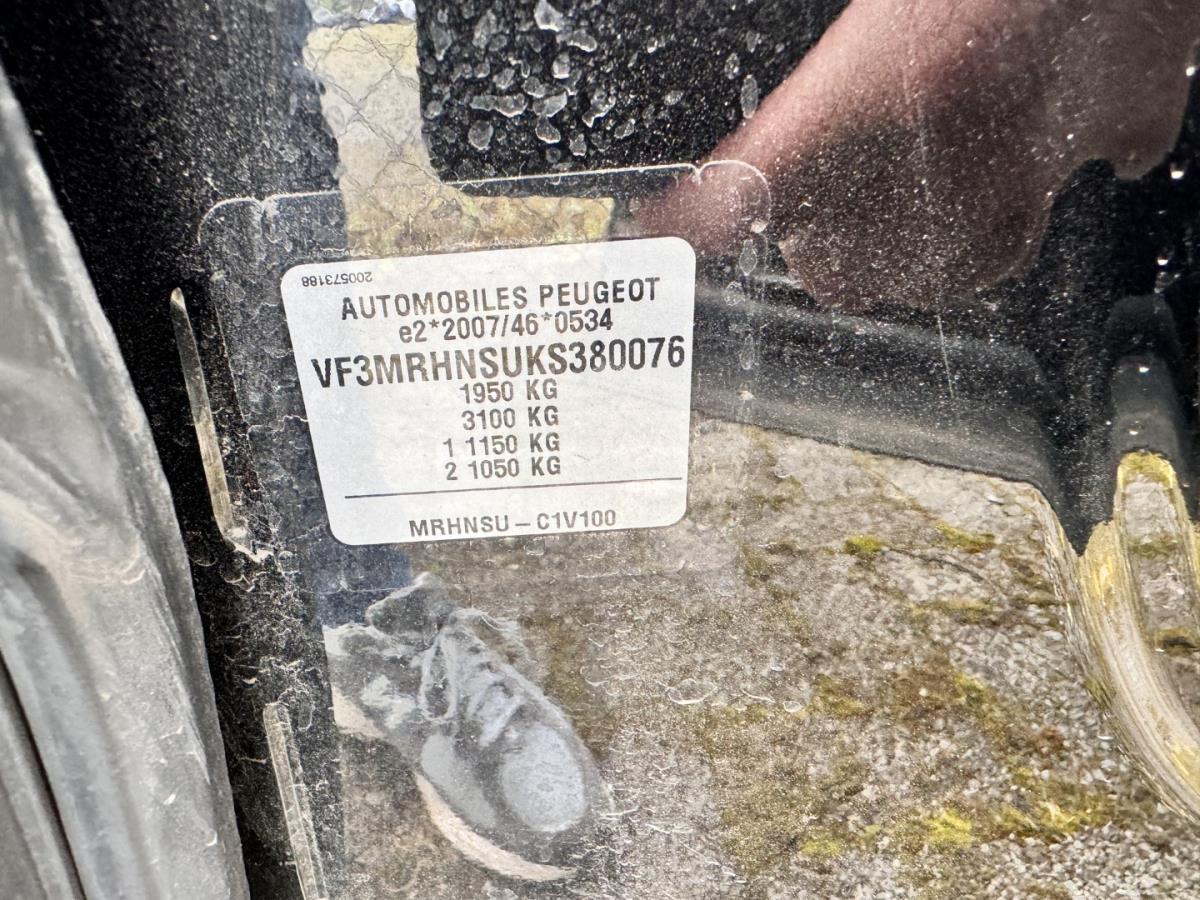 200573188
AUTOMOBILES PEUGEOT
e2*2007/46*0534
VF3MRHNSUKS380076
1950 KG
3100 KG
1 1150 KG
2 1050 KG
MRHNSU – C1V100